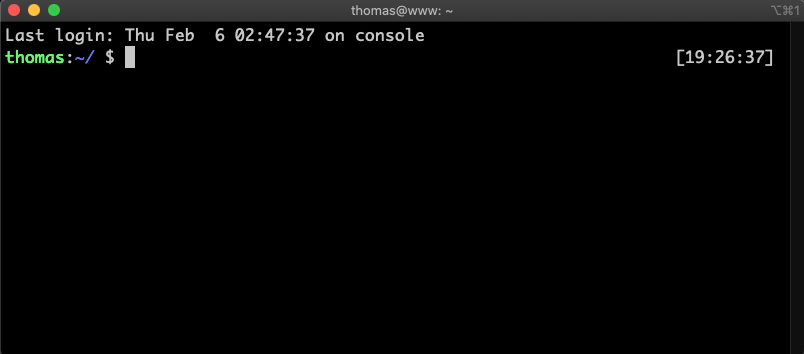 thomas@www: ~ ⌥⌘1
Last login: Thu Feb  6 02:47:37 on console
thomas:~/ $ [19:26:37]